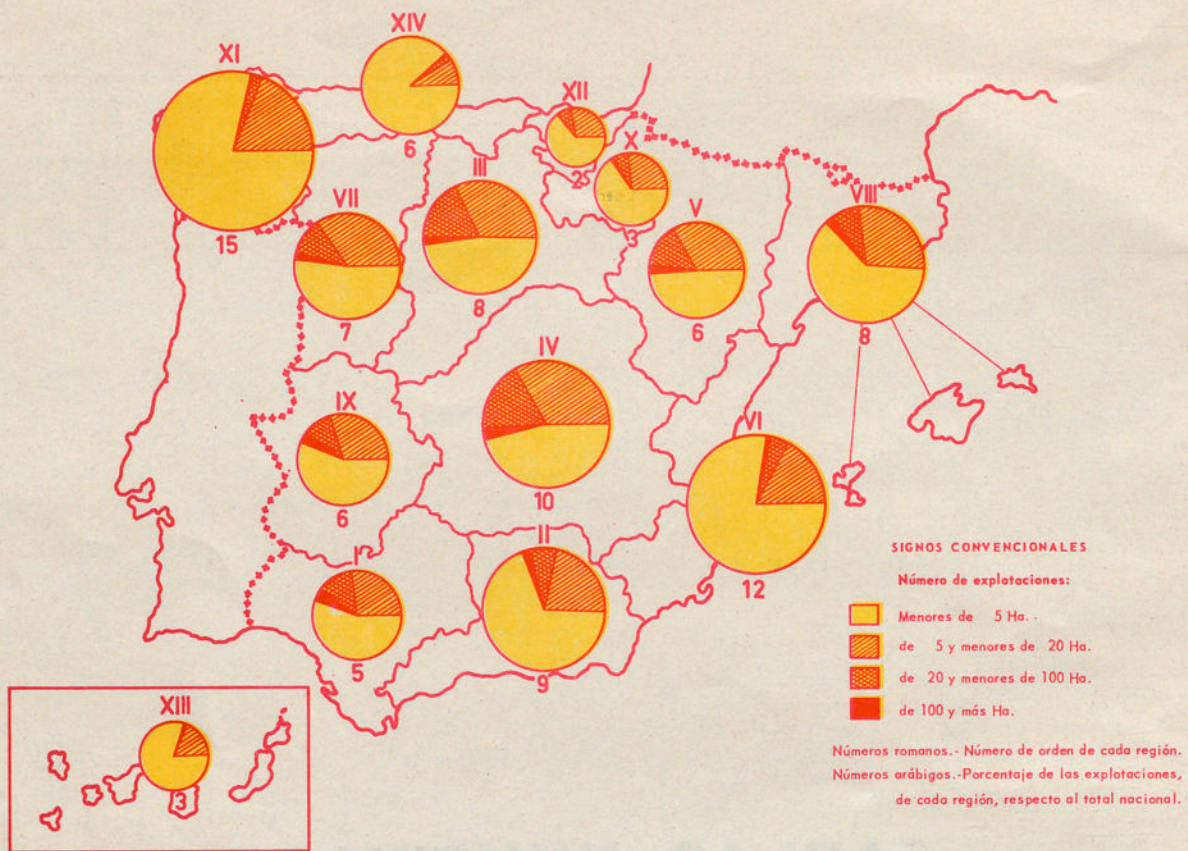 XIV
XI
XII
6
2
X
III
VII
VIII
V
3
15
8
7
6
8
IV
IX
VI
10
6
II
I
12
5
9
XIII
3
SIGNOS CONVENCIONALES
Número de explotaciones:
Menores de 5 Ha.
de 5 y menores de 20 Ha.
de 20 y menores de 100 Ha.
de 100 y más Ha.
Números romanos.- Número de orden de cada región.
Números arábigos.-Porcentaje de las explotaciones,
de cada región, respecto al total nacional.